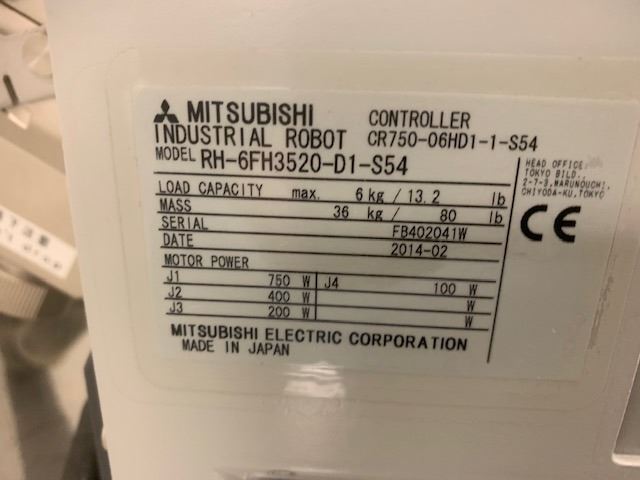 MITSUBISHI
INDUSTRIAL ROBOT
CONTROLLER
CR750-06HD1-1-S54
MODEL RH-6FH3520-D1-S54
LOAD CAPACITY max. 6 kg / 13.2 lb
MASS 36 kg / 80 lb
SERIAL FB402041W
DATE 2014-02
MOTOR POWER
J1 750 W J4 100 W
J2 400 W W
J3 200 W W
MITSUBISHI ELECTRIC CORPORATION
MADE IN JAPAN
HEAD OFFICE:
TOKYO BILD.,
2-7-3, MARUNOUCHI,
CHIYODA-KU, TOKYO
CE